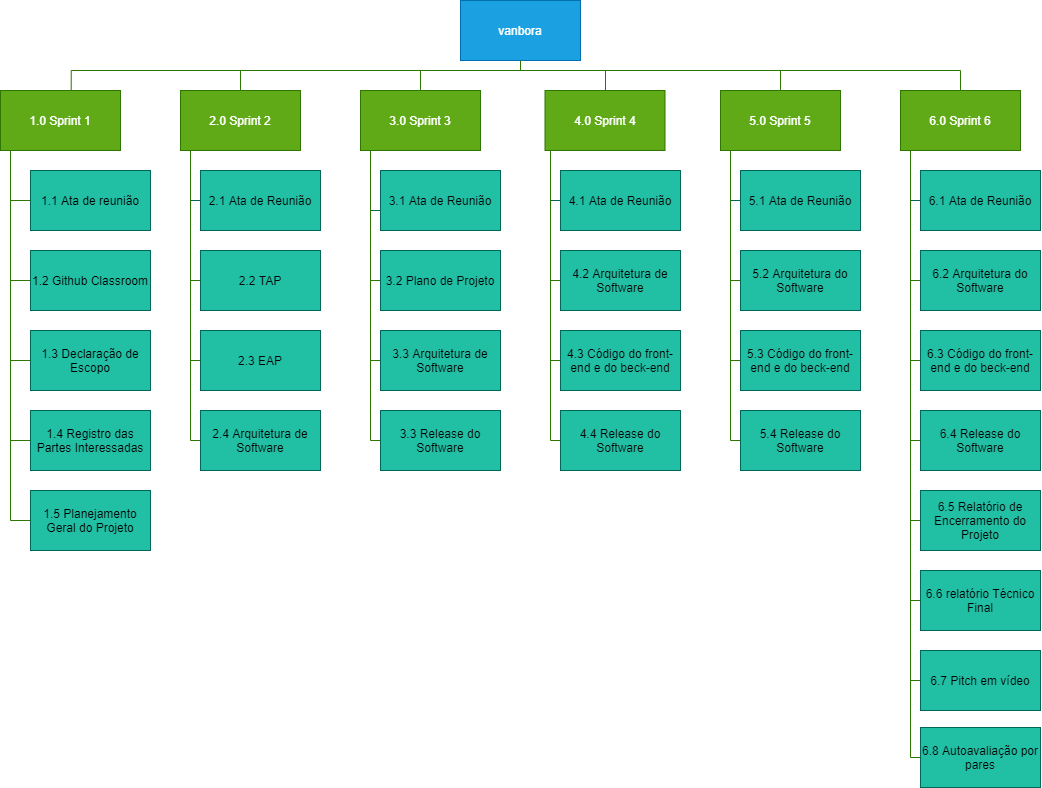 vanbora
1.0 Sprint 1
1.1 Ata de reunião
1.2 Github Classroom
1.3 Declaração de
Escopo
1.4 Registro das
Partes Interessadas
1.5 Planejamento
Geral do Projeto
2.0 Sprint 2
2.1 Ata de Reunião
2.2 TAP
2.3 EAP
2.4 Arquitetura de
Software
3.0 Sprint 3
3.1 Ata de Reunião
3.2 Plano de Projeto
3.3 Arquitetura de
Software
3.3 Release do
Software
4.0 Sprint 4
4.1 Ata de Reunião
4.2 Arquitetura de
Software
4.3 Código do front-
end e do beck-end
4.4 Release do
Software
5.0 Sprint 5
5.1 Ata de Reunião
5.2 Arquitetura do
Software
5.3 Código do front-
end e do beck-end
5.4 Release do
Software
6.0 Sprint 6
6.1 Ata de Reunião
6.2 Arquitetura do
Software
6.3 Código do front-
end e do beck-end
6.4 Release do
Software
6.5 Relatório de
Encerramento do
Projeto
6.6 relatório Técnico
Final
6.7 Pitch em vídeo
6.8 Autoavaliação por
pares